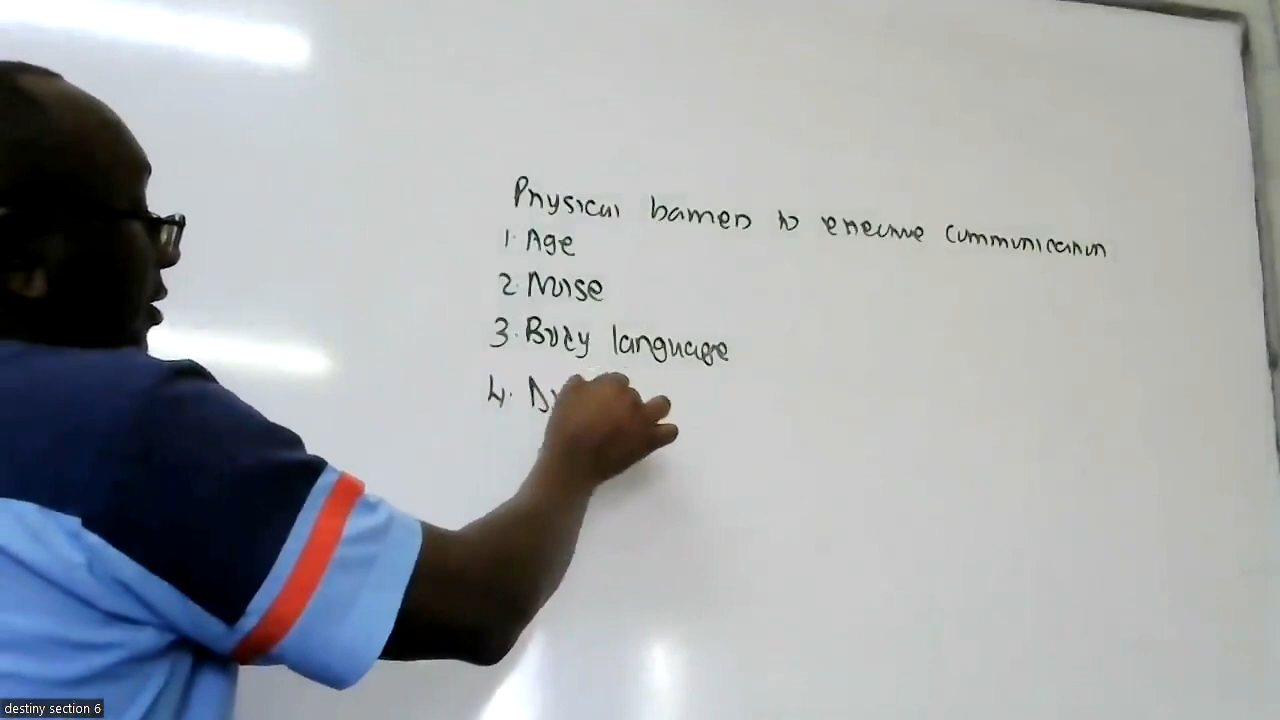 Physical barriers to effective communication
1. Age
2. Noise
3. Body language
4.
destiny section 6